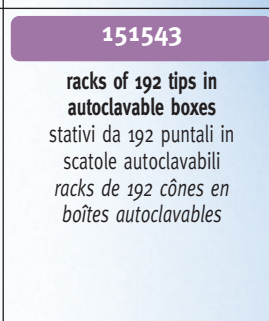 151543
racks of 192 tips in
autoclavable boxes
stativi da 192 puntali in
scatole autoclavabili
racks de 192 cônes en
boîtes autoclavables